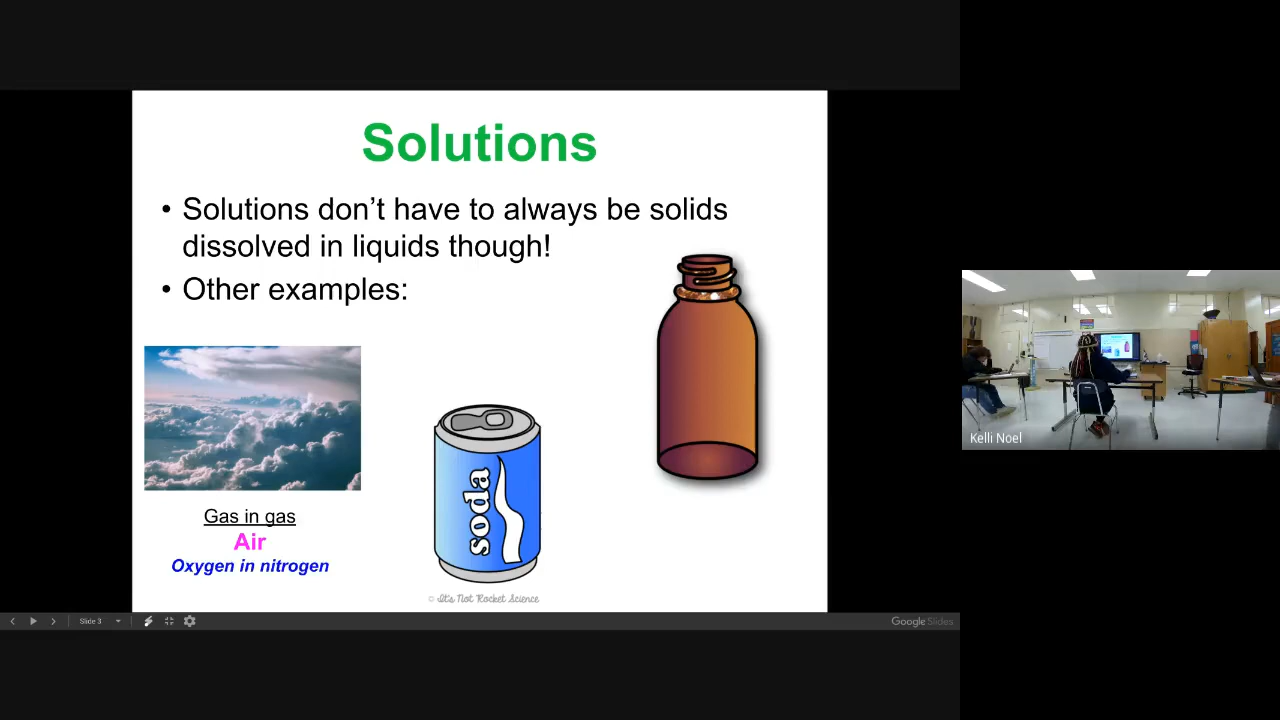 Solutions
• Solutions don't have to always be solids
dissolved in liquids though!
• Other examples:
soda
Gas in gas
Air
Oxygen in nitrogen
© It's Not Rocket Science
Slide 3
Google Slides
Kelli Noel